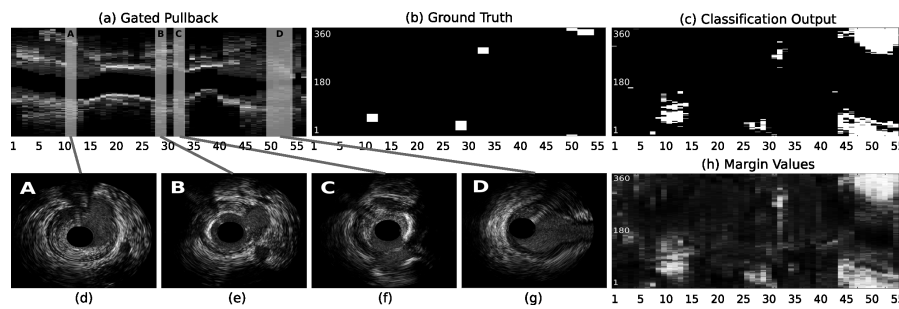 (a) Gated Pullback
(b) Ground Truth
(c) Classification Output
A B C D
360
180
1
360
180
1
1 5 10 15 20 25 30 35 40 45 50 55
1 5 10 15 20 25 30 35 40 45 50 55
1 5 10 15 20 25 30 35 40 45 50 55
(h) Margin Values
A
B
C
D
360
180
1
(d)
(e)
(f)
(g)
1 5 10 15 20 25 30 35 40 45 50 55